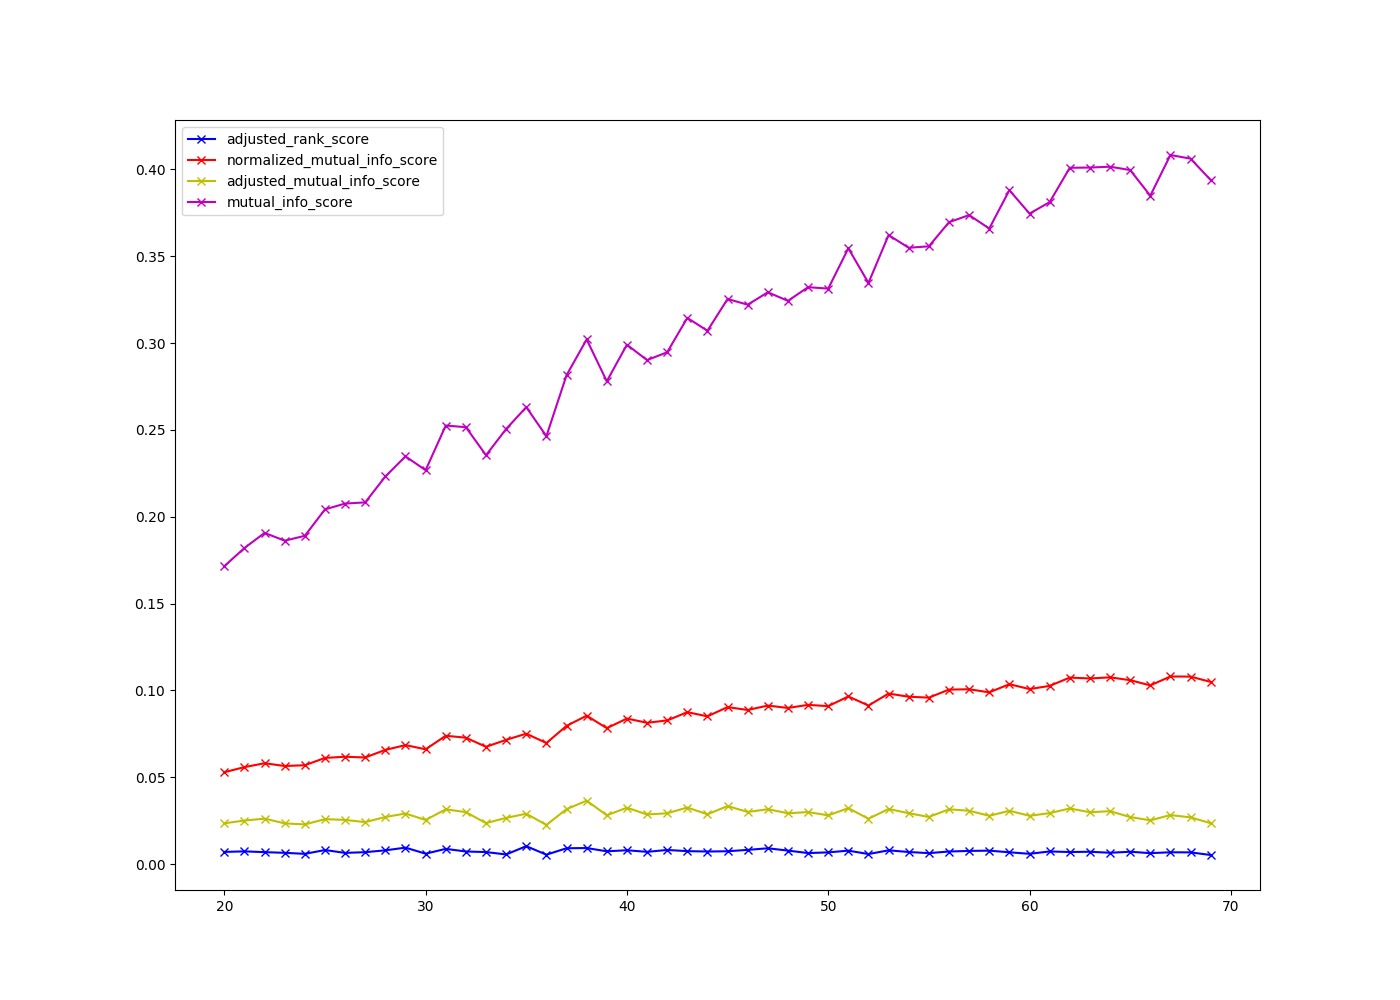 adjusted_rank_score
normalized_mutual_info_score
adjusted_mutual_info_score
mutual_info_score
0.40
0.35
0.30
0.25
0.20
0.15
0.10
0.05
0.00
20 30 40 50 60 70